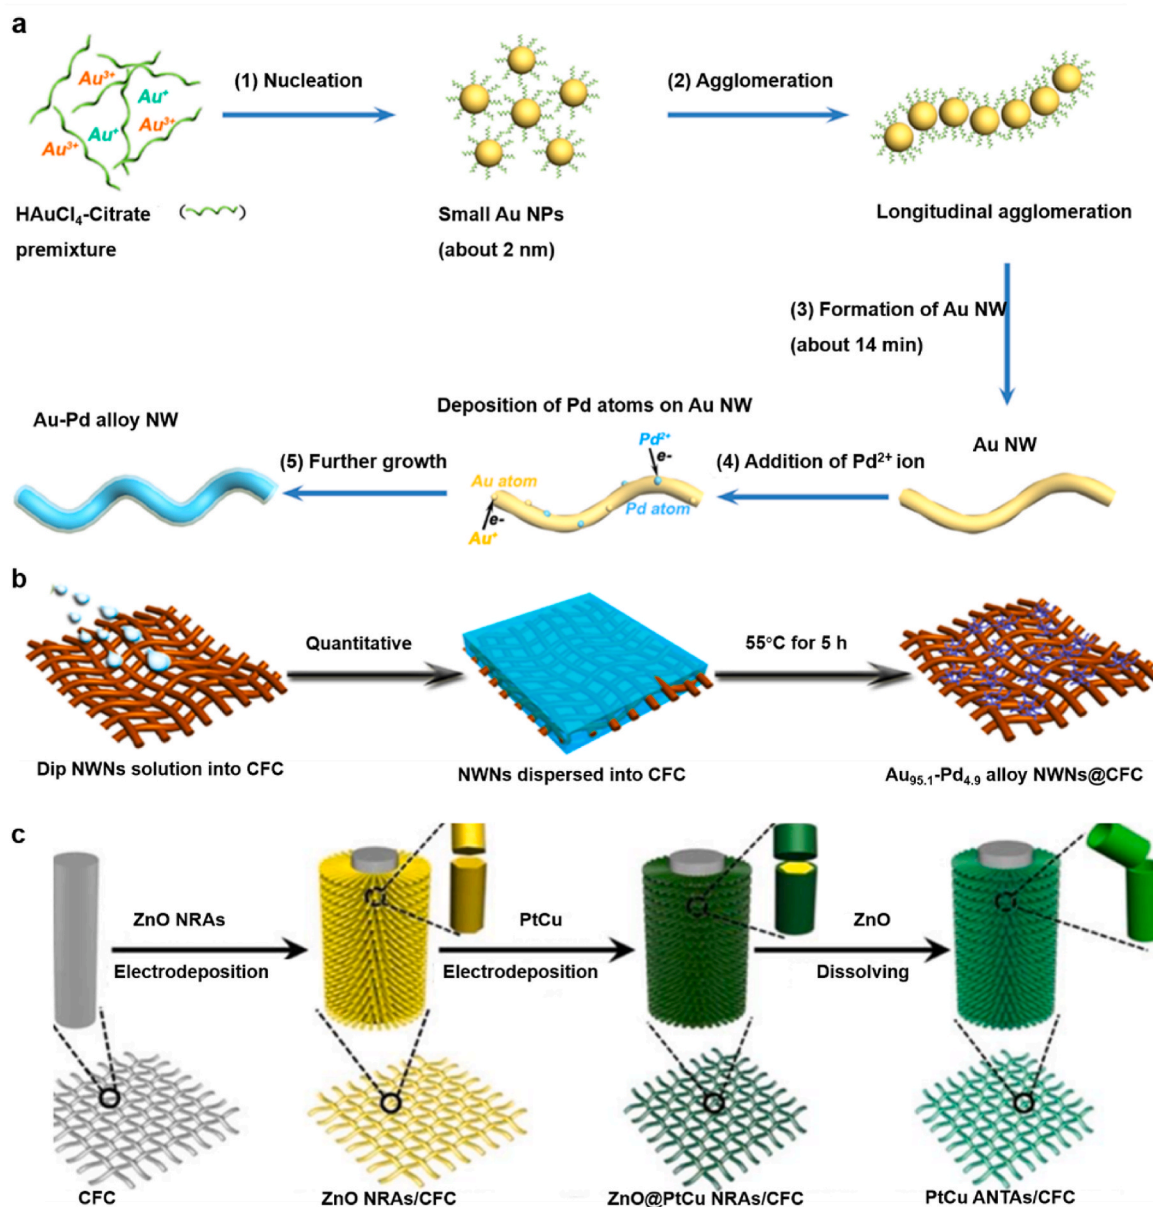 a
Au³⁺
Au⁺
Au⁺
Au³⁺
Au³⁺
(1) Nucleation
(2) Agglomeration
HAuCl₄-Citrate ( )
premixture
Small Au NPs
(about 2 nm)
Longitudinal agglomeration
(3) Formation of Au NW
(about 14 min)
Au-Pd alloy NW
Deposition of Pd atoms on Au NW
Au NW
(5) Further growth
Pd²⁺
e-
(4) Addition of Pd²⁺ ion
Au atom
Pd atom
e-
Au⁺
b
Quantitative
55°C for 5 h
Dip NWNs solution into CFC
NWNs dispersed into CFC
Au₉₅.₁-Pd₄.₉ alloy NWNs@CFC
c
ZnO NRAs
Electrodeposition
PtCu
Electrodeposition
ZnO
Dissolving
CFC
ZnO NRAs/CFC
ZnO@PtCu NRAs/CFC
PtCu ANTAs/CFC